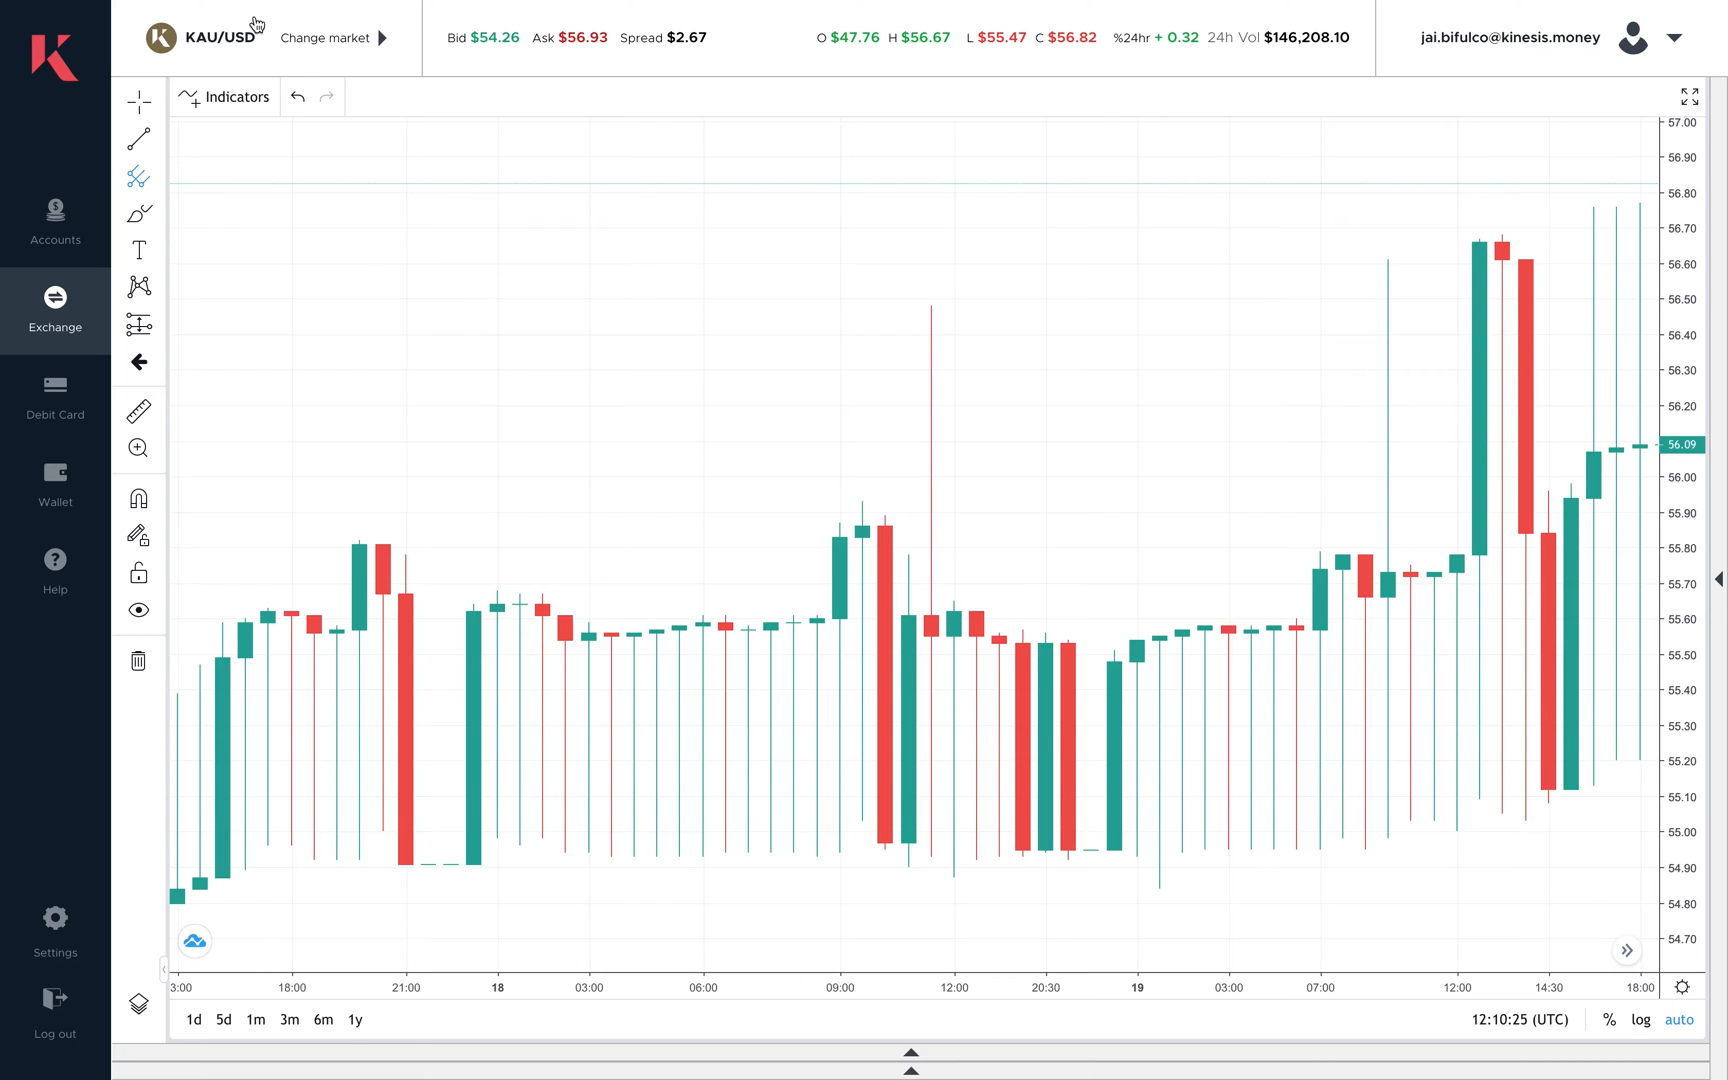 KAU/USD Change market Bid $54.26 Ask $56.93 Spread $2.67 O $47.76 H $56.67 L $55.47 C $56.82 %24hr + 0.32 24h Vol $146,208.10 jai.bifulco@kinesis.money
Indicators
57.00
56.90
56.80
56.70
56.60
56.50
56.40
56.30
56.20
56.09
56.00
55.90
55.80
55.70
55.60
55.50
55.40
55.30
55.20
55.10
55.00
54.90
54.80
54.70
Accounts
Exchange
Debit Card
Wallet
Help
Settings
Log out
3:00 18:00 21:00 18 03:00 06:00 09:00 12:00 20:30 19 03:00 07:00 12:00 14:30 18:00
1d 5d 1m 3m 6m 1y 12:10:25 (UTC) % log auto